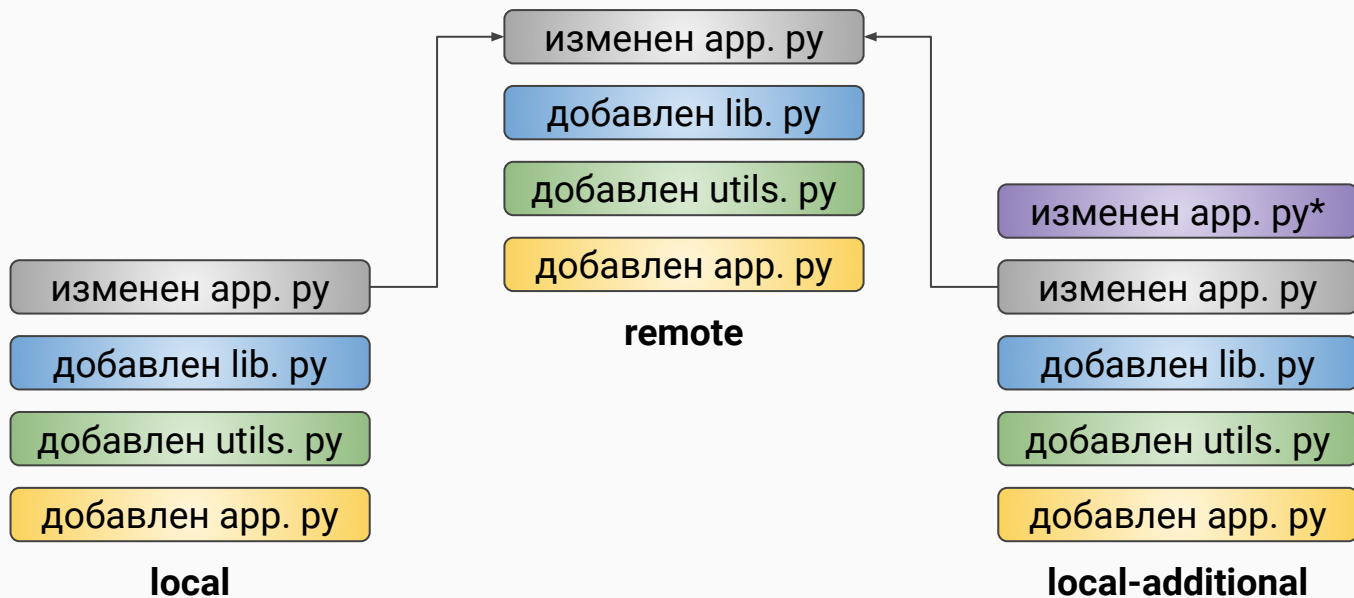 изменен app. py
добавлен lib. py
добавлен utils. py
добавлен app. py
remote
изменен app. py
добавлен lib. py
добавлен utils. py
добавлен app. py
local
изменен app. py*
изменен app. py
добавлен lib. py
добавлен utils. py
добавлен app. py
local-additional